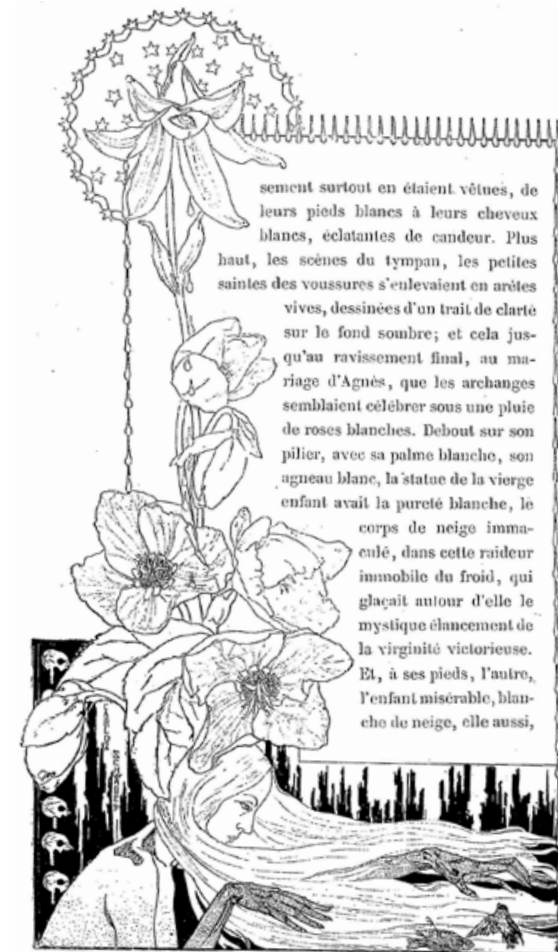 sement surtout en étaient vêtues, de
leurs pieds blancs à leurs cheveux
blancs, éclatantes de candeur. Plus
haut, les scènes du tympan, les petites
saintes des voussures s'enlevaient en arêtes
vives, dessinées d'un trait de clarté
sur le fond sombre; et cela jus-
qu'au ravissement final, au ma-
riage d'Agnès, que les archanges
semblaient célébrer sous une pluie
de roses blanches. Debout sur son
pilier, avec sa palme blanche, son
agneau blanc, la statue de la vierge
enfant avait la pureté blanche, le
corps de neige imma-
culé, dans cette raideur
immobile du froid, qui
glaçait autour d'elle le
mystique élancement de
la virginité victorieuse.
Et, à ses pieds, l'autre,
l'enfant misérable, blan-
che de neige, elle aussi,